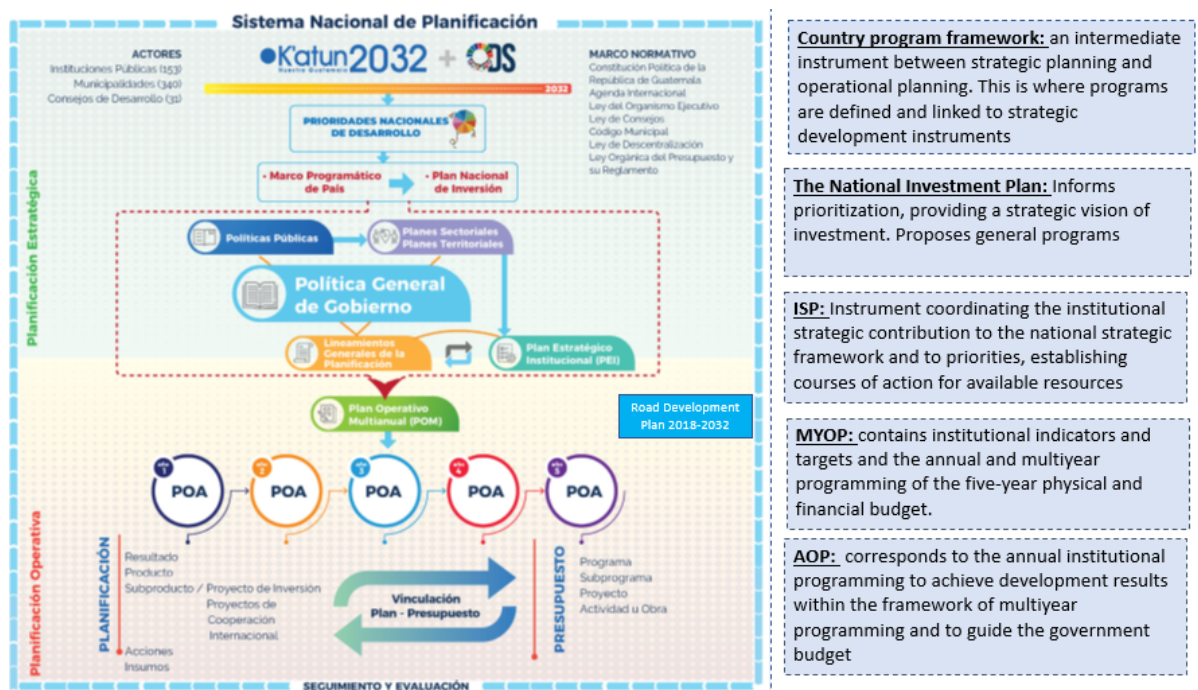 Sistema Nacional de Planificación
ACTORES
Instituciones Públicas (153)
Municipalidades (340)
Consejos de Desarrollo (31)
K'atun2032 + ODS
Nuestra Guatemala
2032
MARCO NORMATIVO
Constitución Política de la
República de Guatemala
Agenda Internacional
Ley del Organismo Ejecutivo
Ley de Consejos
Código Municipal
Ley de Descentralización
Ley Orgánica del Presupuesto y
su Reglamento
PRIORIDADES NACIONALES
DE DESARROLLO
• Marco Programático
de País
• Plan Nacional
de Inversión
Planificación Estratégica
Políticas Públicas
Planes Sectoriales
Planes Territoriales
Política General
de Gobierno
Lineamientos
Generales de la
Planificación
Plan Estratégico
Institucional (PEI)
Plan Operativo
Multianual (POM)
Road Development
Plan 2018-2032
año 1
POA
año 2
POA
año 3
POA
año 4
POA
año 5
POA
Planificación Operativa
PLANIFICACIÓN
Resultado
Producto
Subproducto / Proyecto de Inversión
Proyectos de
Cooperación
Internacional
Acciones
Insumos
Vinculación
Plan - Presupuesto
PRESUPUESTO
Programa
Subprograma
Proyecto
Actividad u Obra
SEGUIMIENTO Y EVALUACIÓN
Country program framework: an intermediate
instrument between strategic planning and
operational planning. This is where programs
are defined and linked to strategic
development instruments
The National Investment Plan: Informs
prioritization, providing a strategic vision of
investment. Proposes general programs
ISP: Instrument coordinating the institutional
strategic contribution to the national strategic
framework and to priorities, establishing
courses of action for available resources
MYOP: contains institutional indicators and
targets and the annual and multiyear
programming of the five-year physical and
financial budget.
AOP: corresponds to the annual institutional
programming to achieve development results
within the framework of multiyear
programming and to guide the government
budget